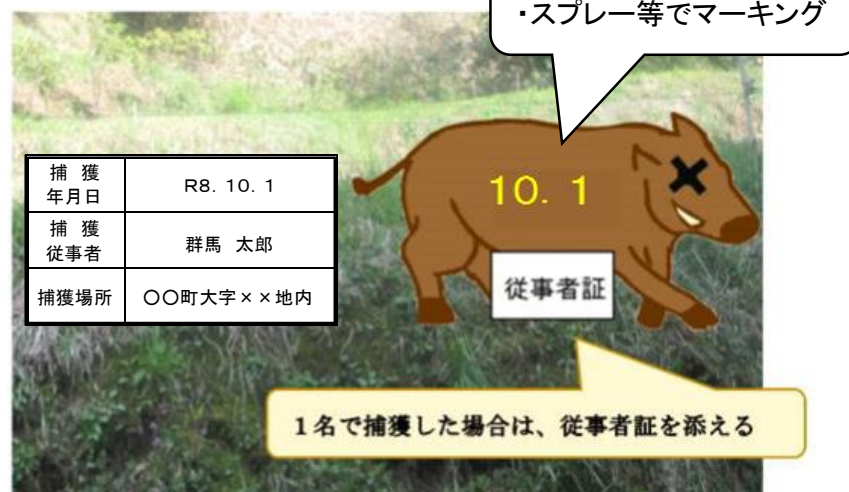 ・スプレー等でマーキング
捕 獲
年月日
R8. 10. 1
捕 獲
従事者
群馬 太郎
捕獲場所
〇〇町大字××地内
10. 1
従事者証
1名で捕獲した場合は、従事者証を添える